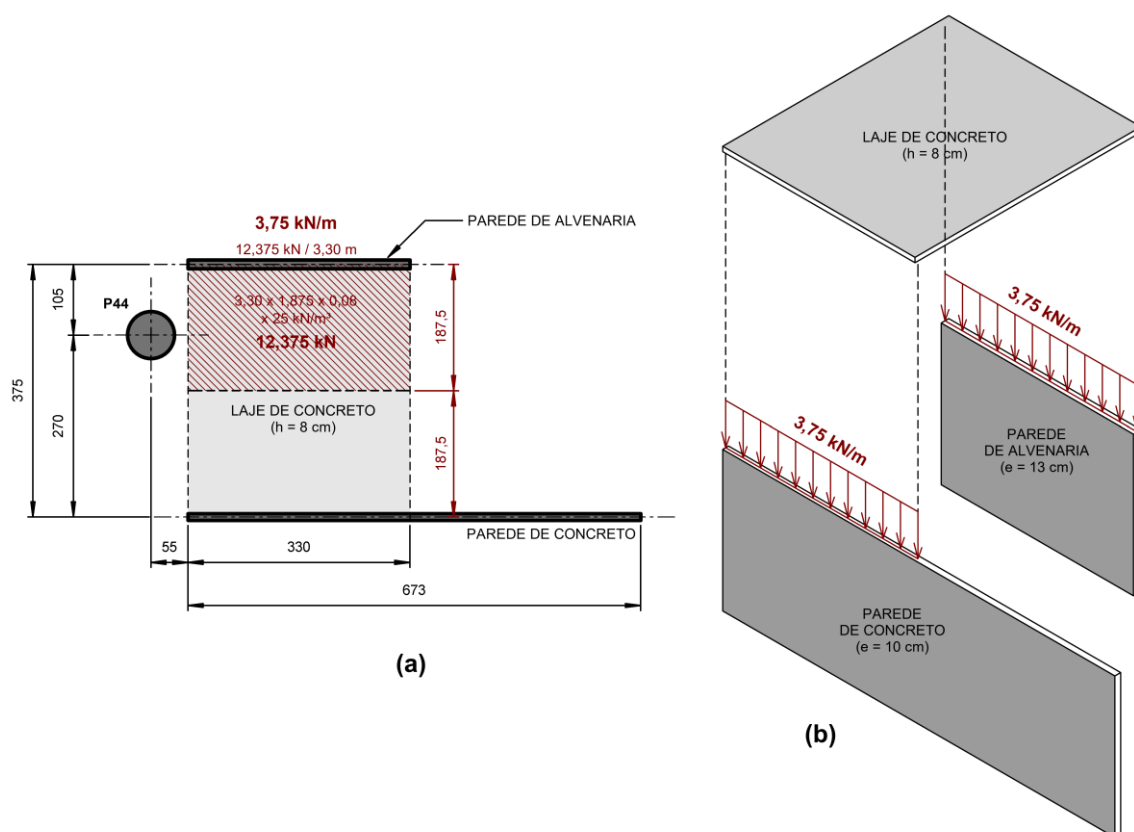 3,75 kN/m
12,375 kN / 3,30 m
PAREDE DE ALVENARIA
P44
105
270
375
3,30 x 1,875 x 0,08
x 25 kN/m³
12,375 kN
187,5
187,5
LAJE DE CONCRETO
(h = 8 cm)
PAREDE DE CONCRETO
55
330
673
(a)
LAJE DE CONCRETO
(h = 8 cm)
3,75 kN/m
PAREDE
DE ALVENARIA
(e = 13 cm)
3,75 kN/m
PAREDE
DE CONCRETO
(e = 10 cm)
(b)